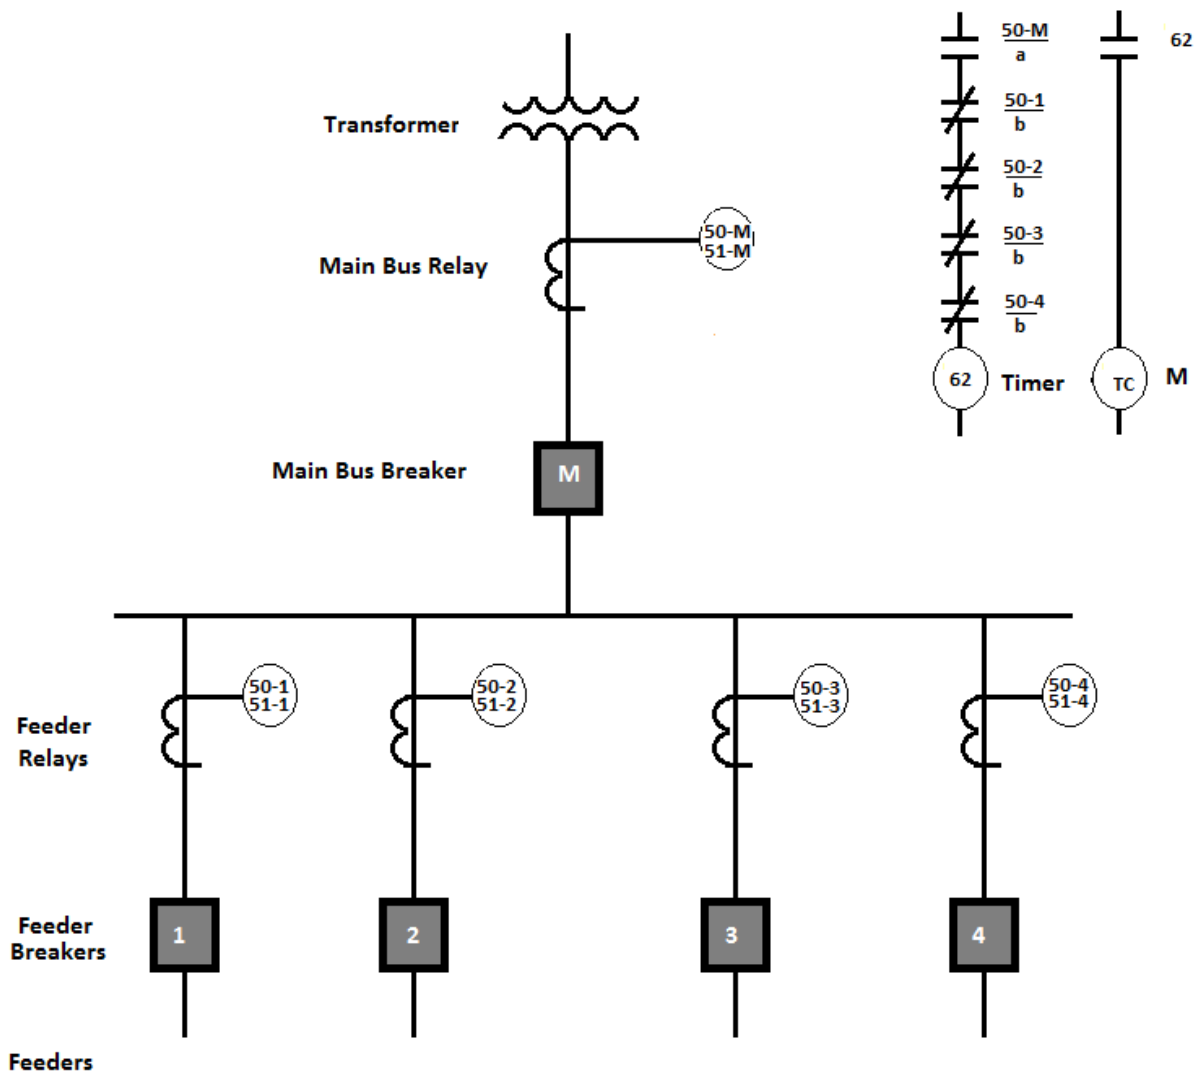 50-M
a
62
50-1
b
Transformer
50-2
b
50-M
51-M
50-3
b
Main Bus Relay
50-4
b
62
Timer
TC
M
Main Bus Breaker
M
50-1
51-1
50-2
51-2
50-3
51-3
50-4
51-4
Feeder
Relays
Feeder
Breakers
1
2
3
4
Feeders